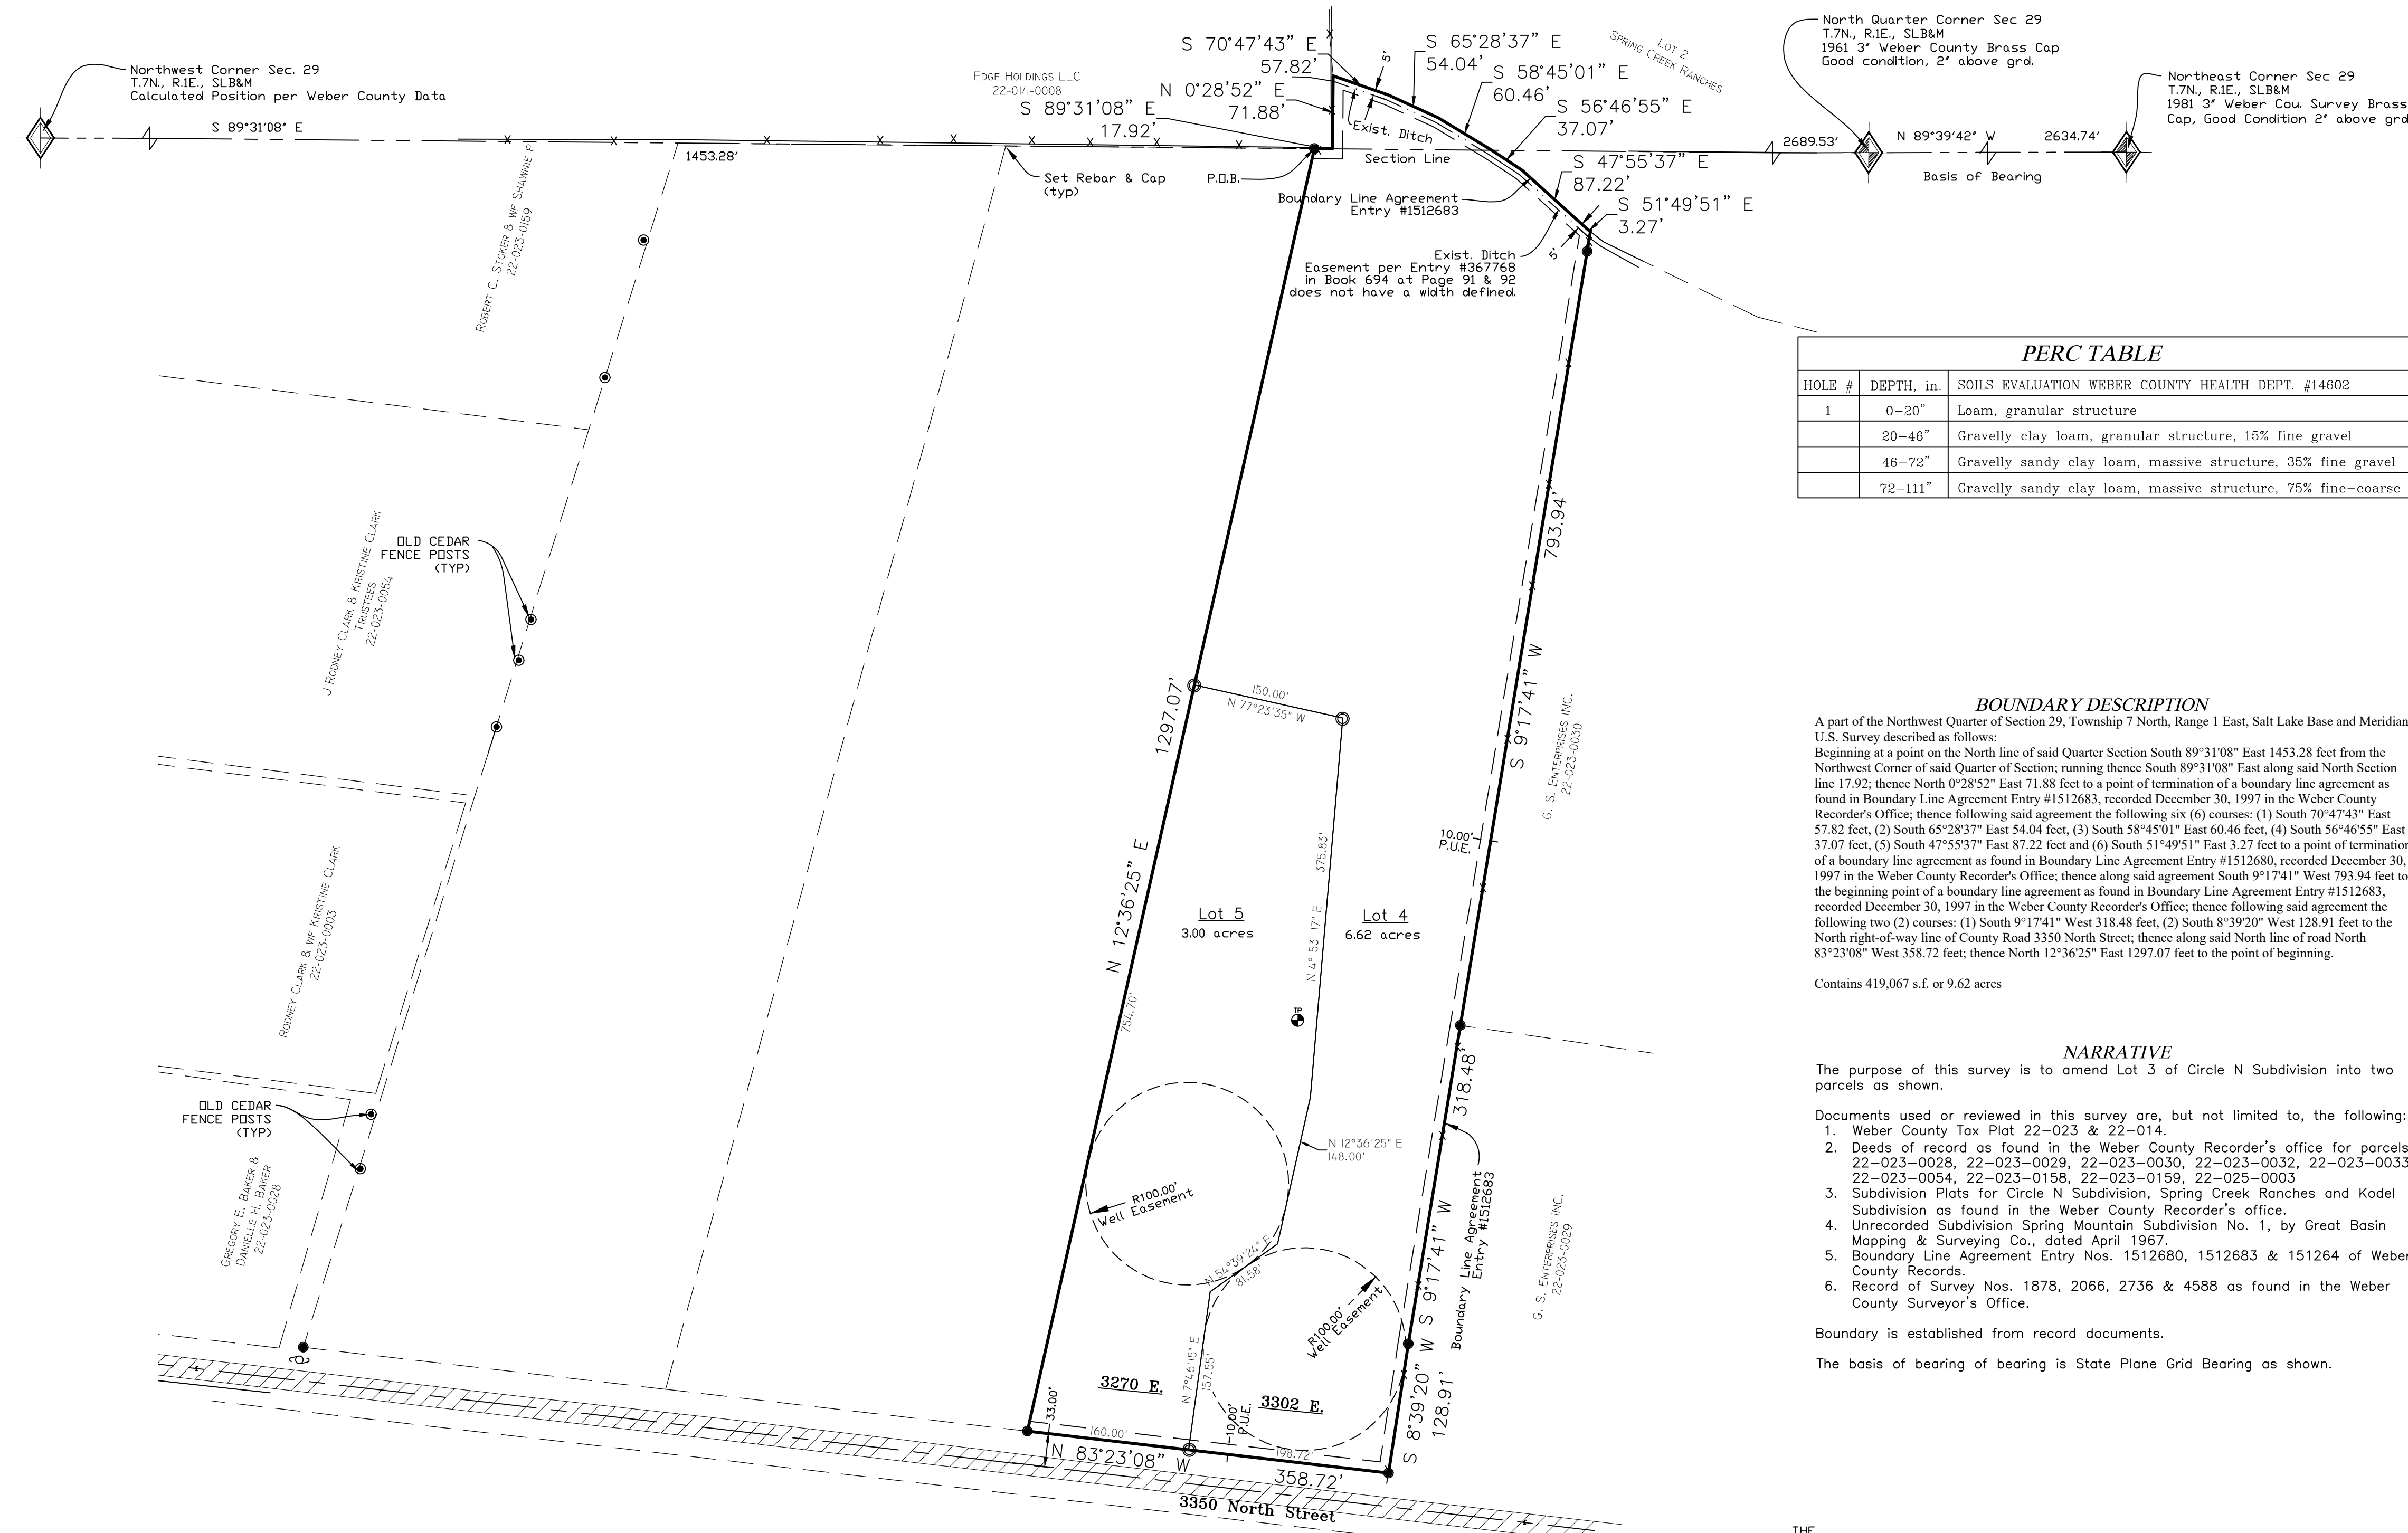 Northwest Corner Sec. 29
T.7N., R.1E., SLB&M
Calculated Position per Weber County Data
S 89°31'08" E
1453.28'
EDGE HOLDINGS LLC
22-014-0008
S 89°31'08" E
17.92'
N 0°28'52" E
71.88'
S 70°47'43" E
57.82'
5'
S 65°28'37" E
54.04'
S 58°45'01" E
60.46'
S 56°46'55" E
37.07'
S 47°55'37" E
87.22'
S 51°49'51" E
3.27'
LOT 2
SPRING CREEK RANCHES
North Quarter Corner Sec 29
T.7N., R.1E., SLB&M
1961 3" Weber County Brass Cap
Good condition, 2" above grd.
Northeast Corner Sec 29
T.7N., R.1E., SLB&M
1981 3" Weber Cou. Survey Brass
Cap, Good Condition 2" above grd
2689.53'
N 89°39'42" W
2634.74'
Basis of Bearing
Exist. Ditch
Section Line
Set Rebar & Cap
(typ)
P.O.B.
Boundary Line Agreement
Entry #1512683
5'
Exist. Ditch
Easement per Entry #367768
in Book 694 at Page 91 & 92
does not have a width defined.
ROBERT C. STOKER & WF SHAWNIE P
22-023-0159
OLD CEDAR
FENCE POSTS
(TYP)
J RODNEY CLARK & KRISTINE CLARK
TRUSTEES
22-023-0054
RODNEY CLARK & WF KRISTINE CLARK
22-023-0003
OLD CEDAR
FENCE POSTS
(TYP)
GREGORY E. BAKER &
DANIELLE H. BAKER
22-023-0028
1297.07'
N 12°36'25" E
754.70'
150.00'
N 77°23'35" W
375.83'
N 4° 53' 17" E
Lot 5
3.00 acres
Lot 4
6.62 acres
TP
793.94'
S 9°17'41" W
G. S. ENTERPRISES INC.
22-023-0030
10.00'
P.U.E.
318.48'
S 9°17'41" W
N 12°36'25" E
148.00'
R100.00'
Well Easement
N 54°39'24" E
81.58'
R100.00'
Well Easement
Boundary Line Agreement
Entry #1512683
G. S. ENTERPRISES INC.
22-023-0029
N 7°46'15" E
157.55'
3270 E.
3302 E.
S 8°39'20" W
128.91'
33.00'
160.00'
10.00'
P.U.E.
198.72'
N 83°23'08" W
358.72'
3350 North Street
PERC TABLE
HOLE # DEPTH, in. SOILS EVALUATION WEBER COUNTY HEALTH DEPT. #14602
1 0-20" Loam, granular structure
20-46" Gravelly clay loam, granular structure, 15% fine gravel
46-72" Gravelly sandy clay loam, massive structure, 35% fine gravel
72-111" Gravelly sandy clay loam, massive structure, 75% fine-coarse
BOUNDARY DESCRIPTION
A part of the Northwest Quarter of Section 29, Township 7 North, Range 1 East, Salt Lake Base and Meridian
U.S. Survey described as follows:
Beginning at a point on the North line of said Quarter Section South 89°31'08" East 1453.28 feet from the
Northwest Corner of said Quarter of Section; running thence South 89°31'08" East along said North Section
line 17.92; thence North 0°28'52" East 71.88 feet to a point of termination of a boundary line agreement as
found in Boundary Line Agreement Entry #1512683, recorded December 30, 1997 in the Weber County
Recorder's Office; thence following said agreement the following six (6) courses: (1) South 70°47'43" East
57.82 feet, (2) South 65°28'37" East 54.04 feet, (3) South 58°45'01" East 60.46 feet, (4) South 56°46'55" East
37.07 feet, (5) South 47°55'37" East 87.22 feet and (6) South 51°49'51" East 3.27 feet to a point of termination
of a boundary line agreement as found in Boundary Line Agreement Entry #1512680, recorded December 30,
1997 in the Weber County Recorder's Office; thence along said agreement South 9°17'41" West 793.94 feet to
the beginning point of a boundary line agreement as found in Boundary Line Agreement Entry #1512683,
recorded December 30, 1997 in the Weber County Recorder's Office; thence following said agreement the
following two (2) courses: (1) South 9°17'41" West 318.48 feet, (2) South 8°39'20" West 128.91 feet to the
North right-of-way line of County Road 3350 North Street; thence along said North line of road North
83°23'08" West 358.72 feet; thence North 12°36'25" East 1297.07 feet to the point of beginning.
Contains 419,067 s.f. or 9.62 acres
NARRATIVE
The purpose of this survey is to amend Lot 3 of Circle N Subdivision into two
parcels as shown.
Documents used or reviewed in this survey are, but not limited to, the following:
1. Weber County Tax Plat 22-023 & 22-014.
2. Deeds of record as found in the Weber County Recorder's office for parcels
22-023-0028, 22-023-0029, 22-023-0030, 22-023-0032, 22-023-0033
22-023-0054, 22-023-0158, 22-023-0159, 22-025-0003
3. Subdivision Plats for Circle N Subdivision, Spring Creek Ranches and Kodel
Subdivision as found in the Weber County Recorder's office.
4. Unrecorded Subdivision Spring Mountain Subdivision No. 1, by Great Basin
Mapping & Surveying Co., dated April 1967.
5. Boundary Line Agreement Entry Nos. 1512680, 1512683 & 151264 of Weber
County Records.
6. Record of Survey Nos. 1878, 2066, 2736 & 4588 as found in the Weber
County Surveyor's Office.
Boundary is established from record documents.
The basis of bearing of bearing is State Plane Grid Bearing as shown.
THE